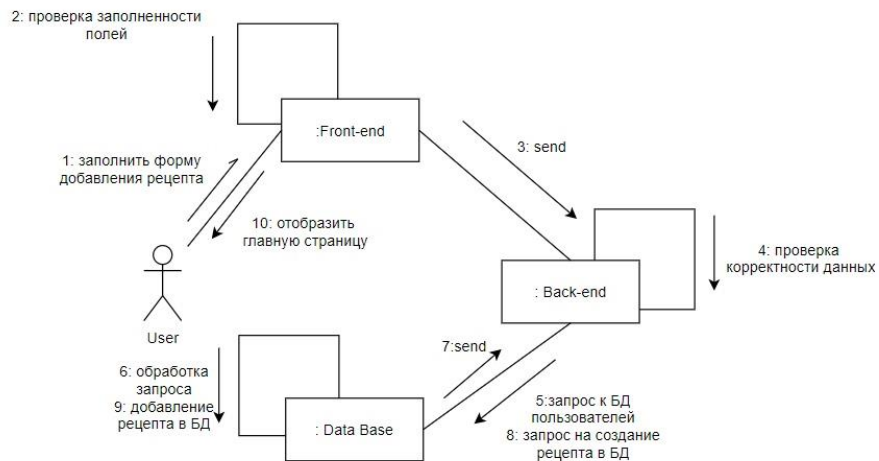 2: проверка заполненности
полей
:Front-end
3: send
1: заполнить форму
добавления рецепта
10: отобразить
главную страницу
4: проверка
корректности данных
: Back-end
User
7:send
6: обработка
запроса
9: добавление
рецепта в БД
5:запрос к БД
пользователей
8: запрос на создание
рецепта в БД
: Data Base